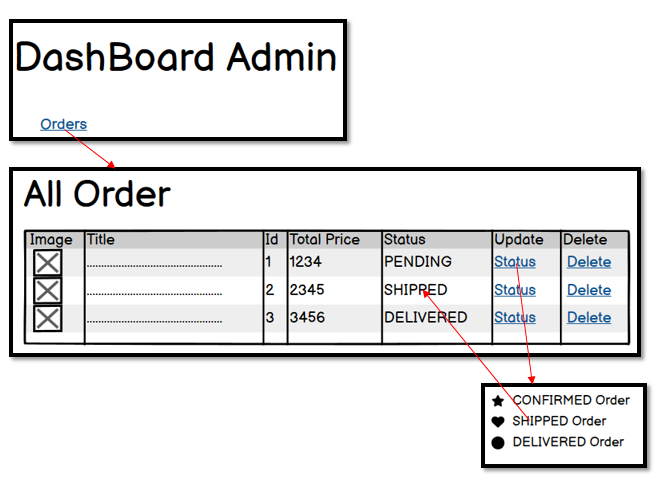 DashBoard Admin
Orders
All Order
Image Title Id Total Price Status Update Delete
........................................... 1 1234 PENDING Status Delete
........................................... 2 2345 SHIPPED Status Delete
........................................... 3 3456 DELIVERED Status Delete
CONFIRMED Order
SHIPPED Order
DELIVERED Order